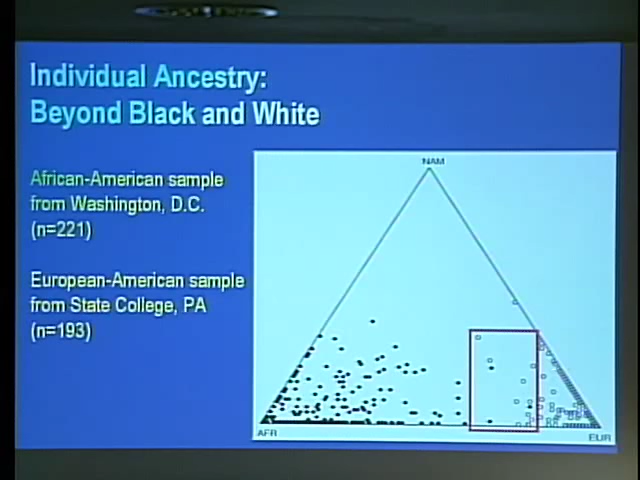 Individual Ancestry:
Beyond Black and White
African-American sample
from Washington, D.C.
(n=221)
European-American sample
from State College, PA
(n=193)
NAM
AFR
EUR